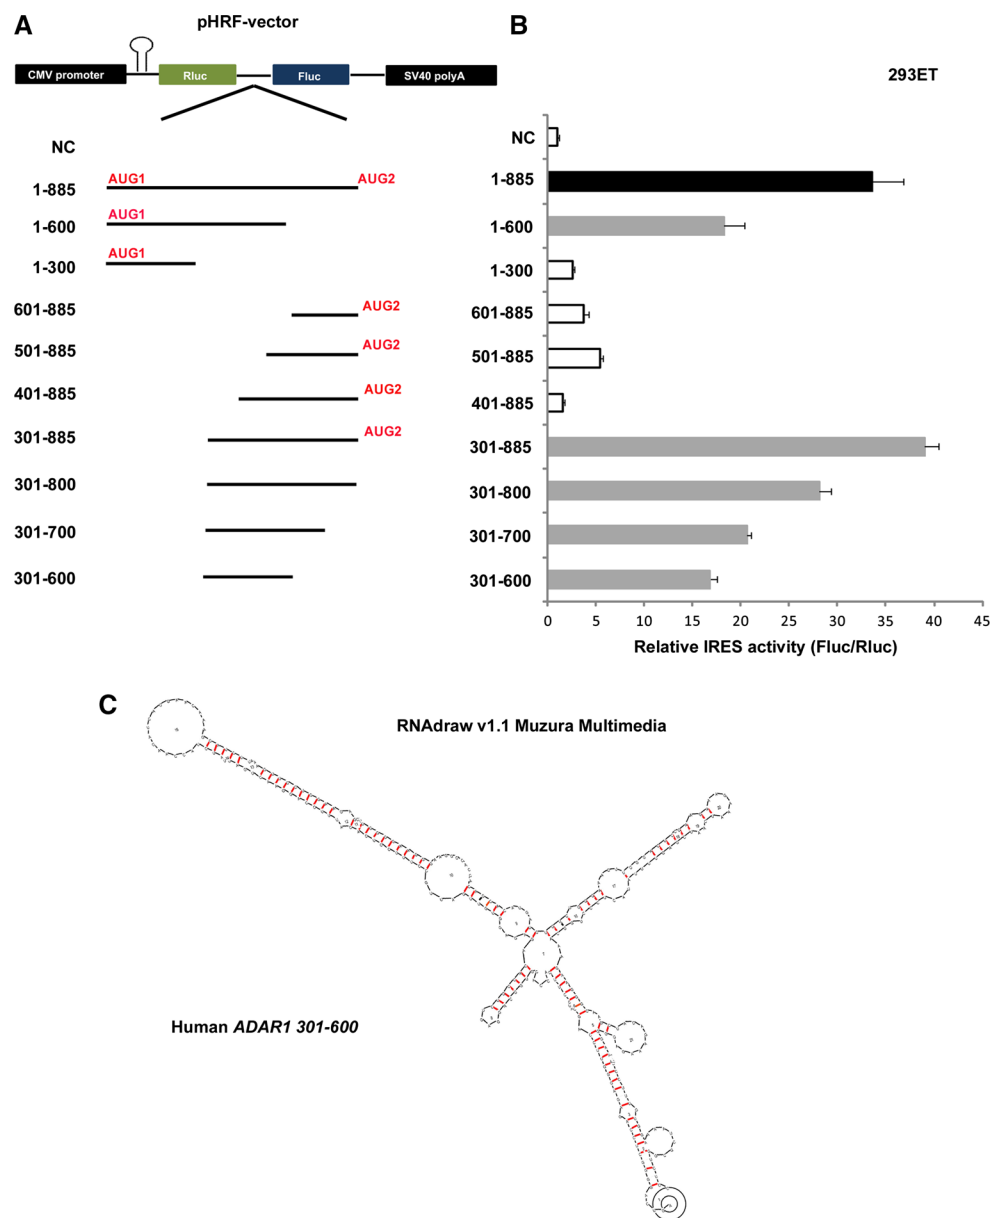 A
pHRF-vector
CMV promoter
Rluc
Fluc
SV40 polyA
NC
1-885
AUG1
AUG2
1-600
AUG1
1-300
AUG1
601-885
AUG2
501-885
AUG2
401-885
AUG2
301-885
AUG2
301-800
301-700
301-600
B
293ET
NC
1-885
1-600
1-300
601-885
501-885
401-885
301-885
301-800
301-700
301-600
0 5 10 15 20 25 30 35 40 45
Relative IRES activity (Fluc/Rluc)
C
RNAdraw v1.1 Muzura Multimedia
Human ADAR1 301-600